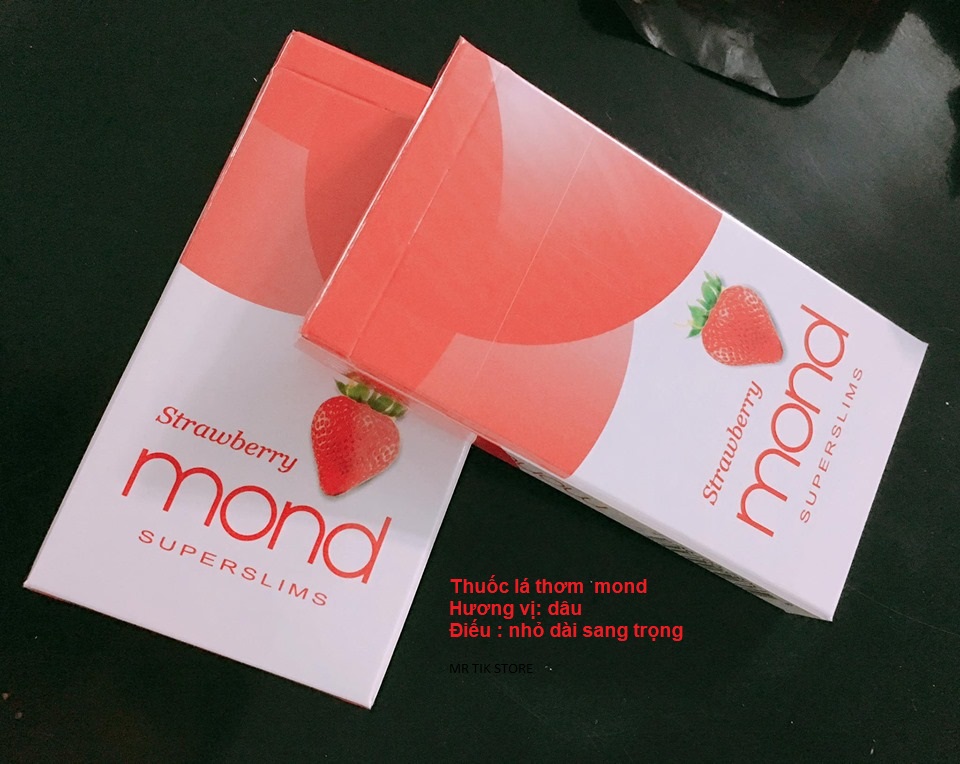 Strawberry
mond
SUPERSLIMS
Strawberry
mond
SUPERSLIMS
Thuốc lá thơm mond
Hương vị: dâu
Điếu : nhỏ dài sang trọng
MR TIK STORE